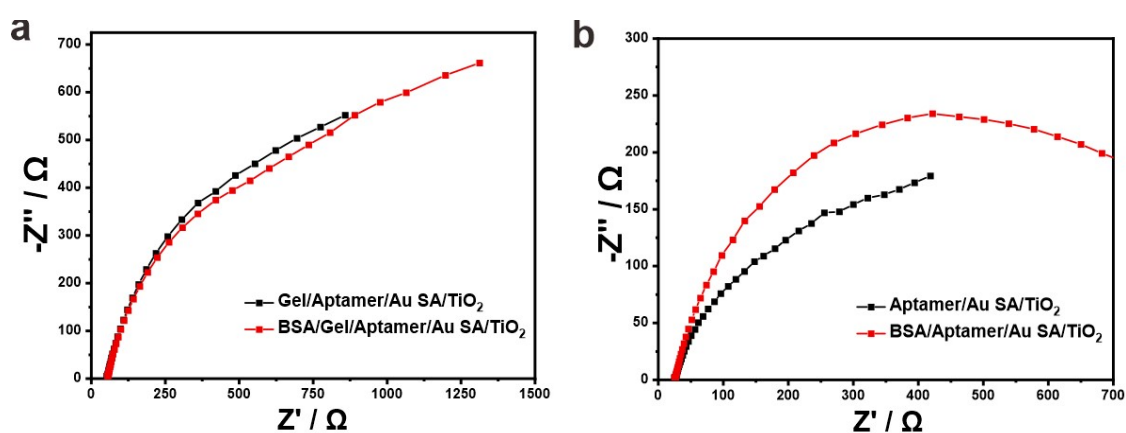 a
700
600
500
400
300
200
100
0
0 250 500 750 1000 1250 1500
-Z'' / Ω
Z' / Ω
Gel/Aptamer/Au SA/TiO₂
BSA/Gel/Aptamer/Au SA/TiO₂
b
300
250
200
150
100
50
0
0 100 200 300 400 500 600 700
-Z'' / Ω
Z' / Ω
Aptamer/Au SA/TiO₂
BSA/Aptamer/Au SA/TiO₂